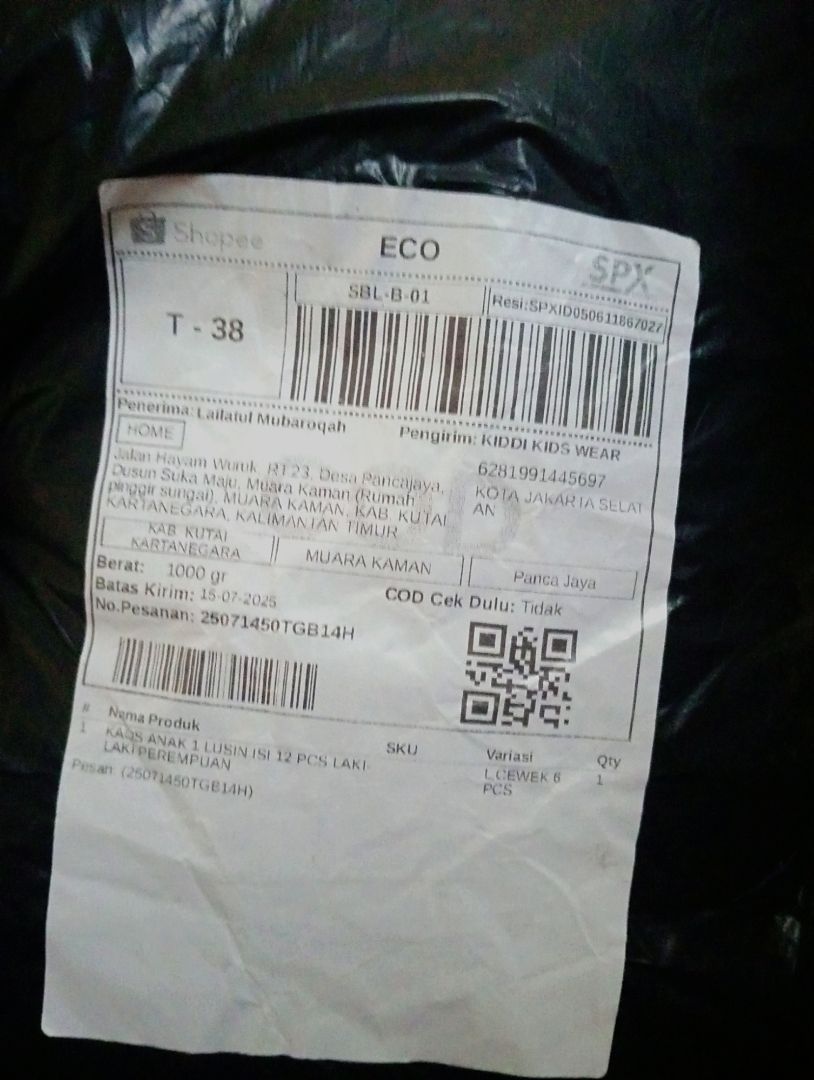 Shopee
ECO
SPX
T - 38
SBL-B-01
Resi:SPXID050611867027
Penerima: Lailatul Mubaroqah
Pengirim: KIDDI KIDS WEAR
HOME
6281991445697
KOTA JAKARTA SELAT
AN
Jalan Hayam Wuruk, RT23, Desa Pancajaya,
Dusun Suka Maju, Muara Kaman (Rumah
pinggir sungai), MUARA KAMAN, KAB. KUTAI
KARTANEGARA, KALIMANTAN TIMUR
KAB. KUTAI
KARTANEGARA
MUARA KAMAN
Panca Jaya
Berat: 1000 gr
Batas Kirim: 15-07-2025
COD Cek Dulu: Tidak
No.Pesanan: 25071450TGB14H
# Nama Produk SKU Variasi Qty
1 KAOS ANAK 1 LUSIN ISI 12 PCS LAKI-
LAKI PEREMPUAN
L,CEWEK 6
PCS
1
Pesan: (25071450TGB14H)